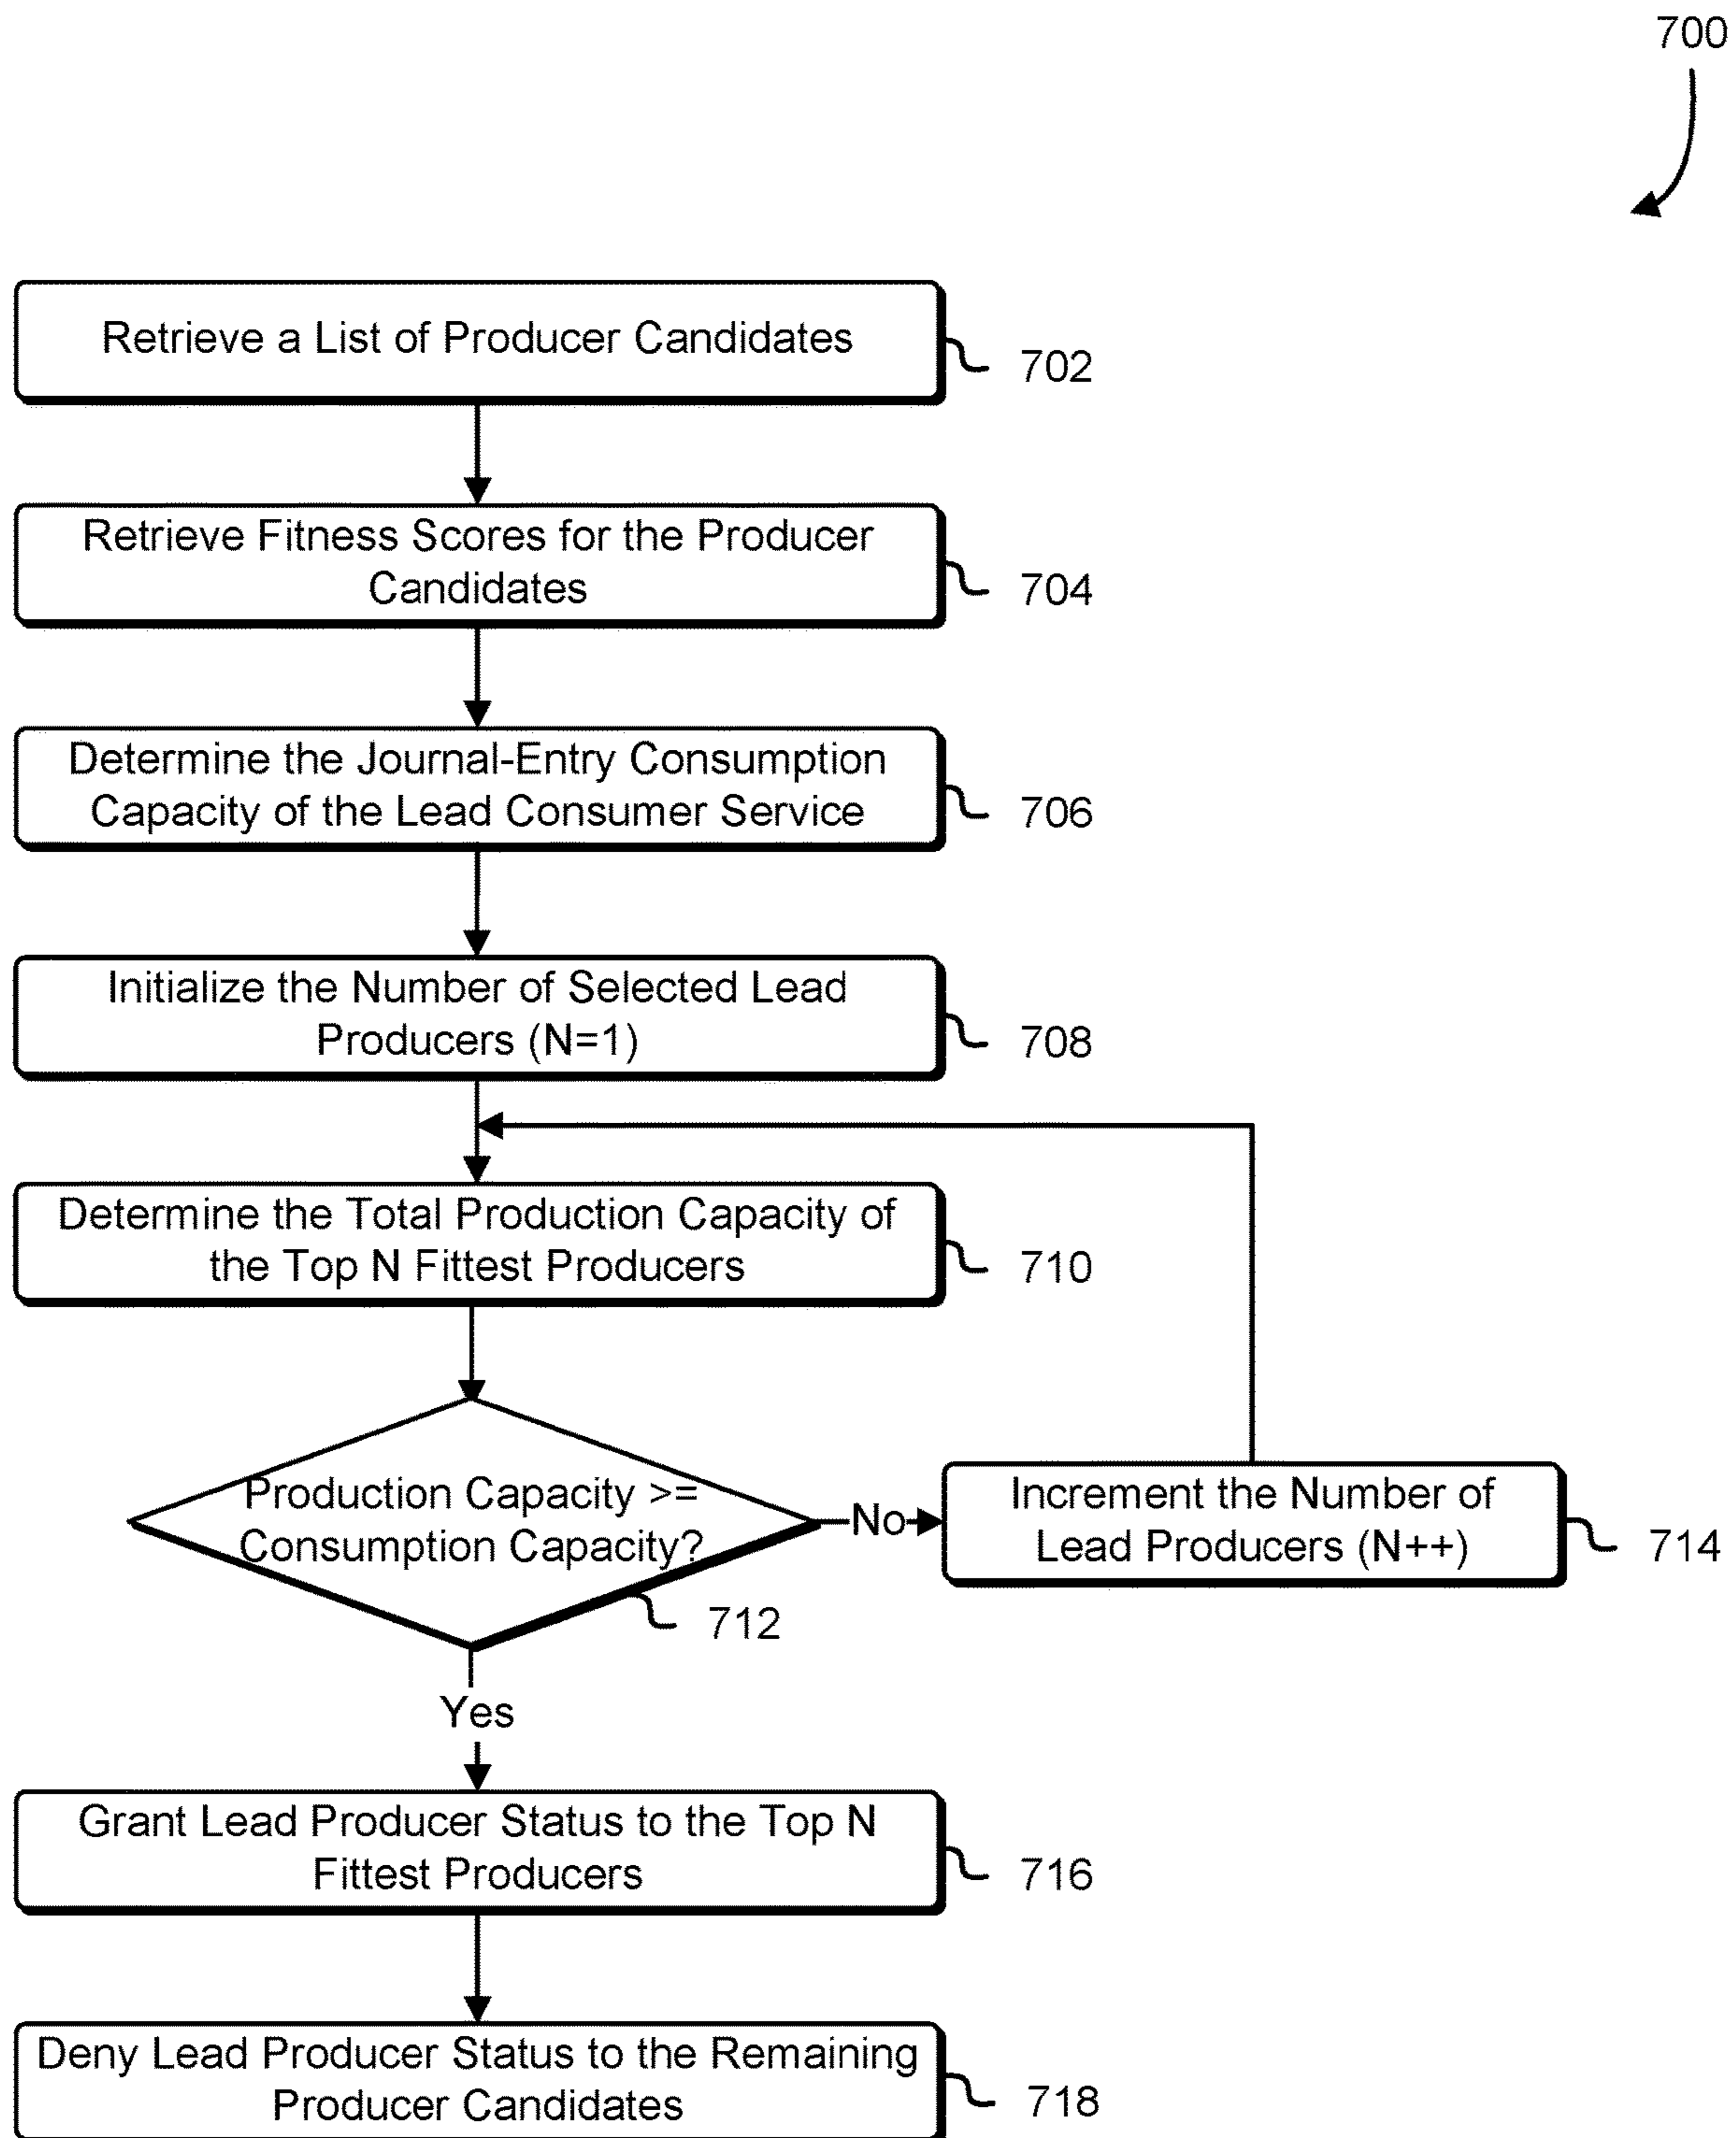 700
Retrieve a List of Producer Candidates
702
Retrieve Fitness Scores for the Producer
Candidates
704
Determine the Journal-Entry Consumption
Capacity of the Lead Consumer Service
706
Initialize the Number of Selected Lead
Producers (N=1)
708
Determine the Total Production Capacity of
the Top N Fittest Producers
710
Production Capacity >=
Consumption Capacity?
712
No
Increment the Number of
Lead Producers (N++)
714
Yes
Grant Lead Producer Status to the Top N
Fittest Producers
716
Deny Lead Producer Status to the Remaining
Producer Candidates
718